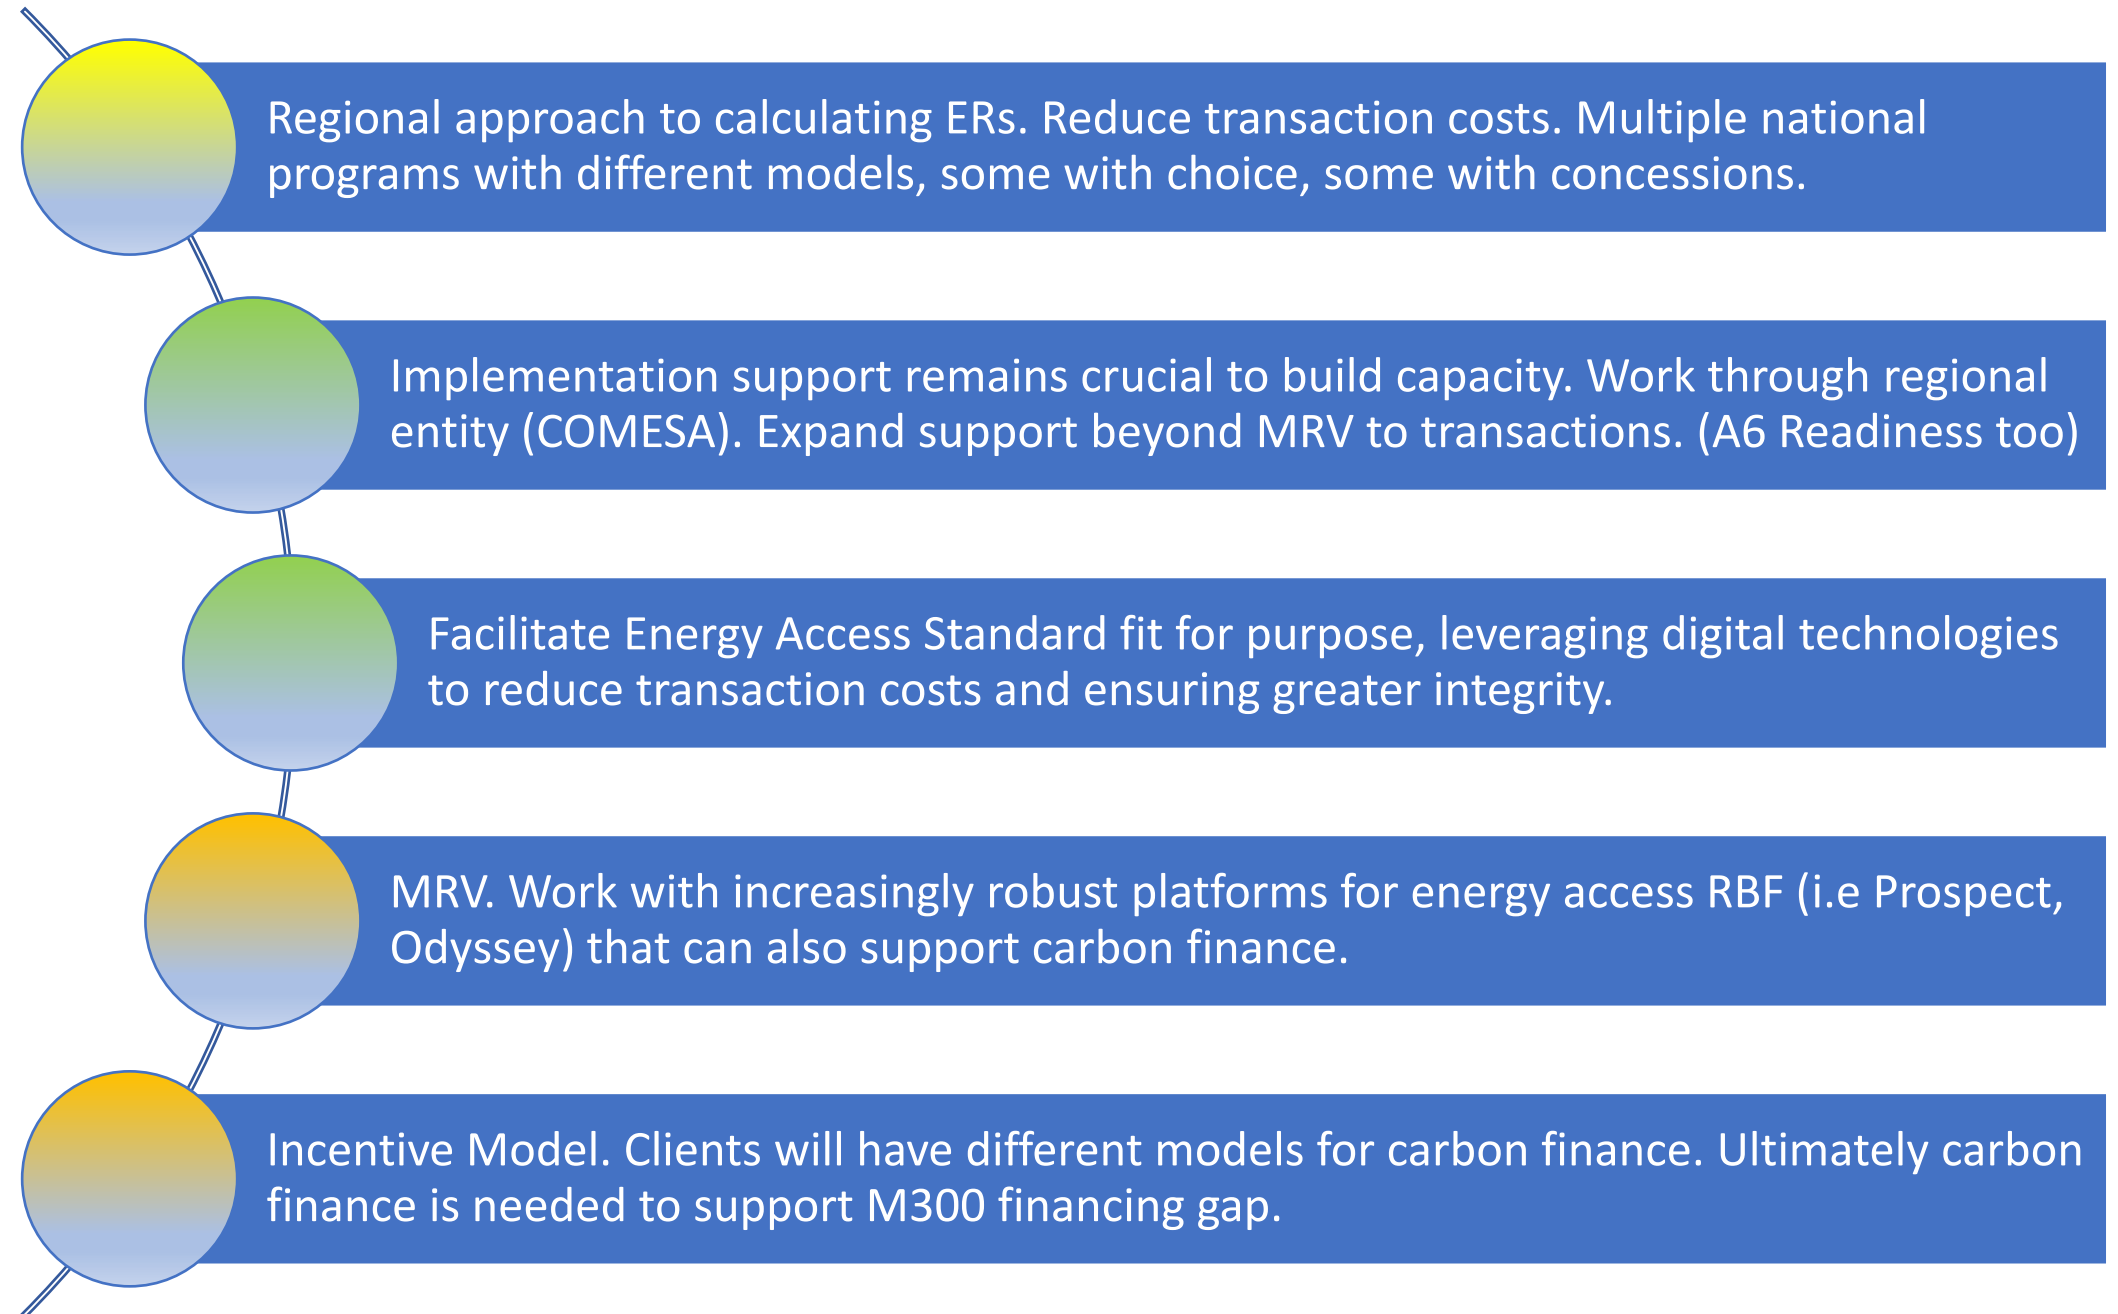 Regional approach to calculating ERs. Reduce transaction costs. Multiple national
programs with different models, some with choice, some with concessions.
Implementation support remains crucial to build capacity. Work through regional
entity (COMESA). Expand support beyond MRV to transactions. (A6 Readiness too)
Facilitate Energy Access Standard fit for purpose, leveraging digital technologies
to reduce transaction costs and ensuring greater integrity.
MRV. Work with increasingly robust platforms for energy access RBF (i.e Prospect,
Odyssey) that can also support carbon finance.
Incentive Model. Clients will have different models for carbon finance. Ultimately carbon
finance is needed to support M300 financing gap.